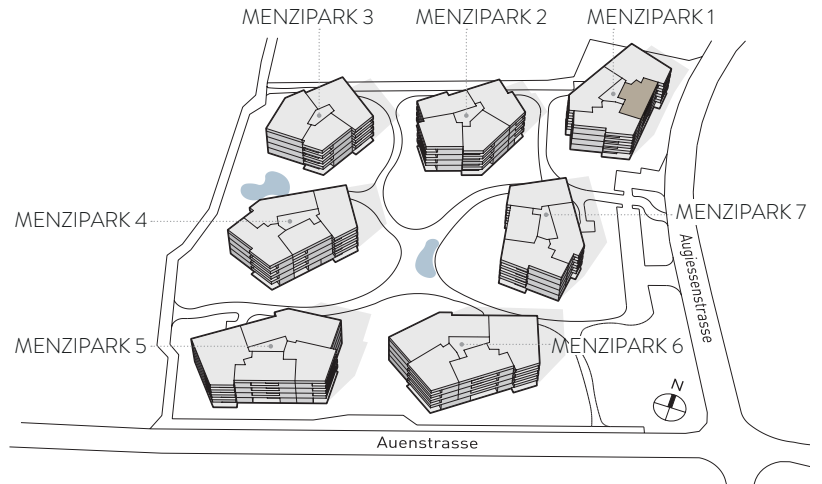 MENZIPARK 3
MENZIPARK 2
MENZIPARK 1
MENZIPARK 4
MENZIPARK 7
Augiessenstrasse
MENZIPARK 5
MENZIPARK 6
N
Auenstrasse